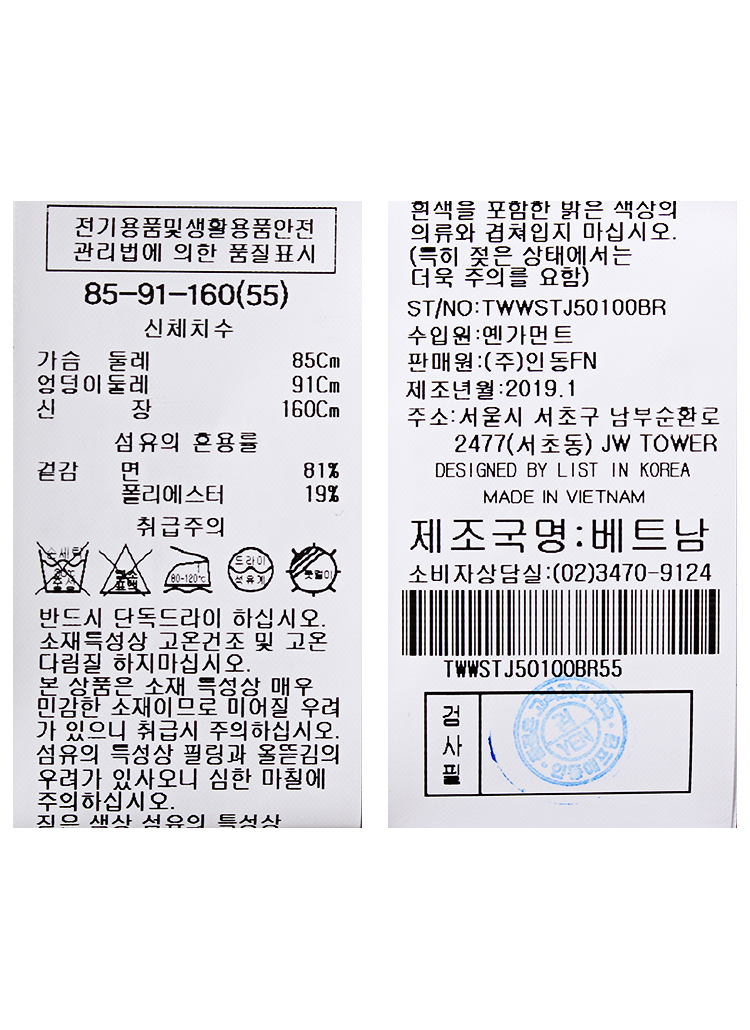 전기용품및생활용품안전
관리법에 의한 품질표시
85-91-160(55)
신체치수
가슴 둘레 85Cm
엉덩이둘레 91Cm
신 장 160Cm
섬유의 혼용률
겉감 면 81%
폴리에스터 19%
취급주의
손세탁
중성
염소
표백
80-120℃
드라이
석유계
옷걸이
반드시 단독드라이 하십시오.
소재특성상 고온건조 및 고온
다림질 하지마십시오.
본 상품은 소재 특성상 매우
민감한 소재이므로 미어질 우려
가 있으니 취급시 주의하십시오.
섬유의 특성상 필링과 올뜯김의
우려가 있사오니 심한 마찰에
주의하십시오.
짙은 색상 섬유의 특성상
흰색을 포함한 밝은 색상의
의류와 겹쳐입지 마십시오.
(특히 젖은 상태에서는
더욱 주의를 요함)
ST/NO:TWWSTJ50100BR
수입원:옌가먼트
판매원:(주)인동FN
제조년월:2019.1
주소:서울시 서초구 남부순환로
2477(서초동) JW TOWER
DESIGNED BY LIST IN KOREA
MADE IN VIETNAM
제조국명:베트남
소비자상담실:(02)3470-9124
TWWSTJ50100BR55
검사필